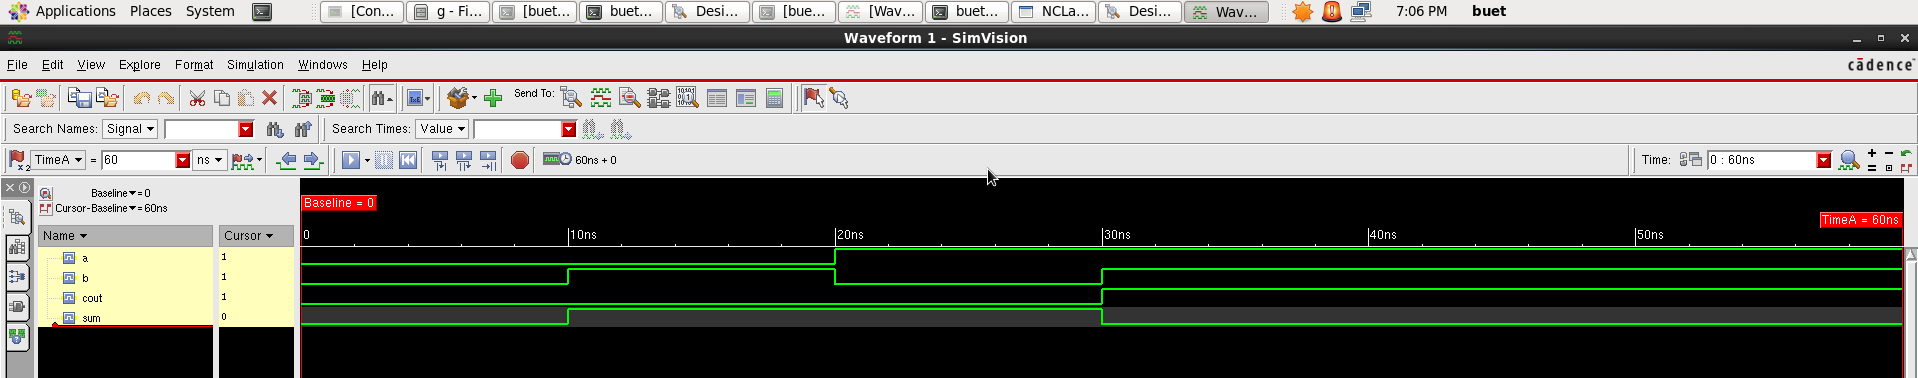 Applications Places System [Con... g - Fi... [buet... buet... Desi... [bue... [Wav... buet... NCLa... Desi... Wav... 7:06 PM buet
Waveform 1 - SimVision
File Edit View Explore Format Simulation Windows Help cādence
Send To:
Search Names: Signal Search Times: Value
TimeA = 60 ns 60ns + 0 Time: 0 : 60ns
Baseline = 0
Cursor-Baseline = 60ns
Baseline = 0
TimeA = 60ns
Name Cursor 0 10ns 20ns 30ns 40ns 50ns
a 1
b 1
cout 1
sum 0